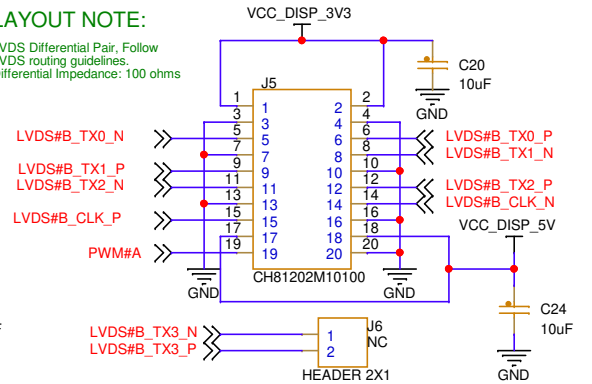 LAYOUT NOTE:
VDS Differential Pair, Follow
VDS routing guidelines.
ifferential Impedance: 100 ohms
VCC_DISP_3V3
C20
10uF
GND
J5
1 1 2 2
3 3 4 4
LVDS#B_TX0_N 5 5 6 6 LVDS#B_TX0_P
7 7 8 8 LVDS#B_TX1_N
LVDS#B_TX1_P 9 9 10 10
LVDS#B_TX2_N 11 11 12 12 LVDS#B_TX2_P
13 13 14 14 LVDS#B_CLK_N
LVDS#B_CLK_P 15 15 16 16
17 17 18 18
PWM#A 19 19 20 20
VCC_DISP_5V
CH81202M10100
GND
GND
C24
10uF
GND
LVDS#B_TX3_N 1
LVDS#B_TX3_P 2
J6
NC
HEADER 2X1